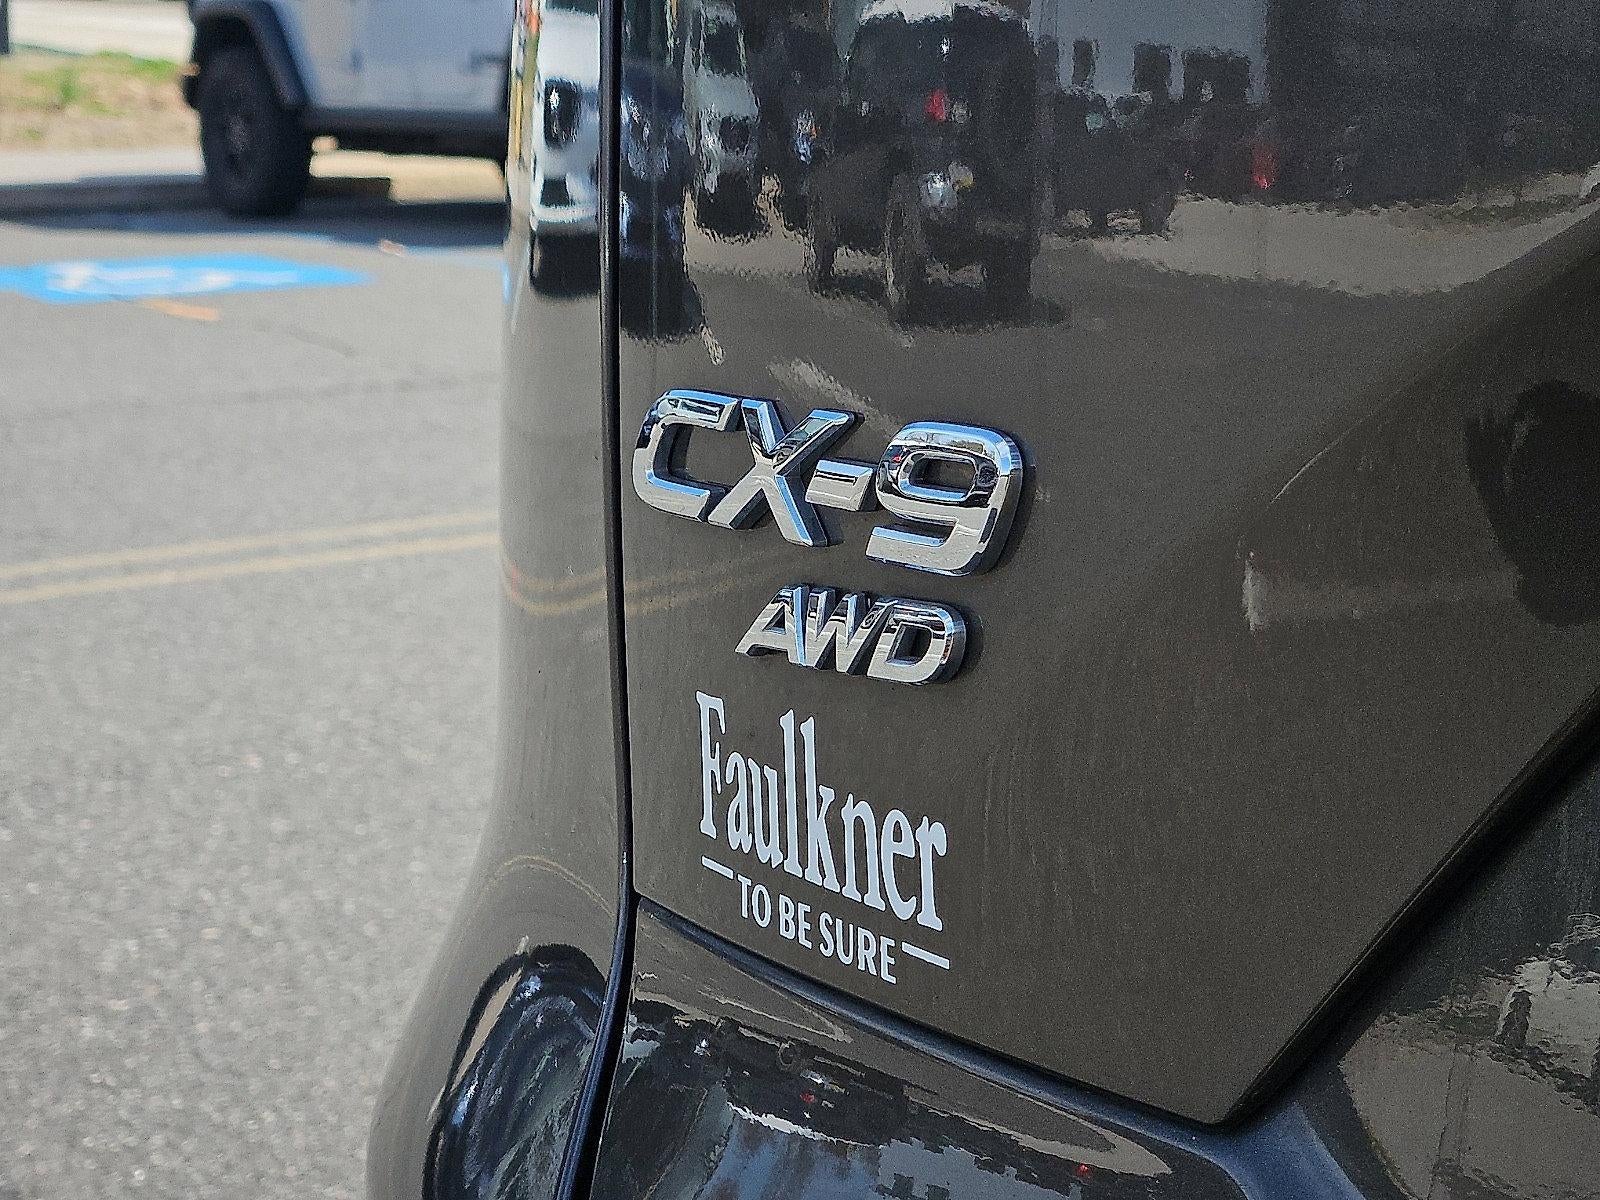 CX-9
AWD
Faulkner
TO BE SURE